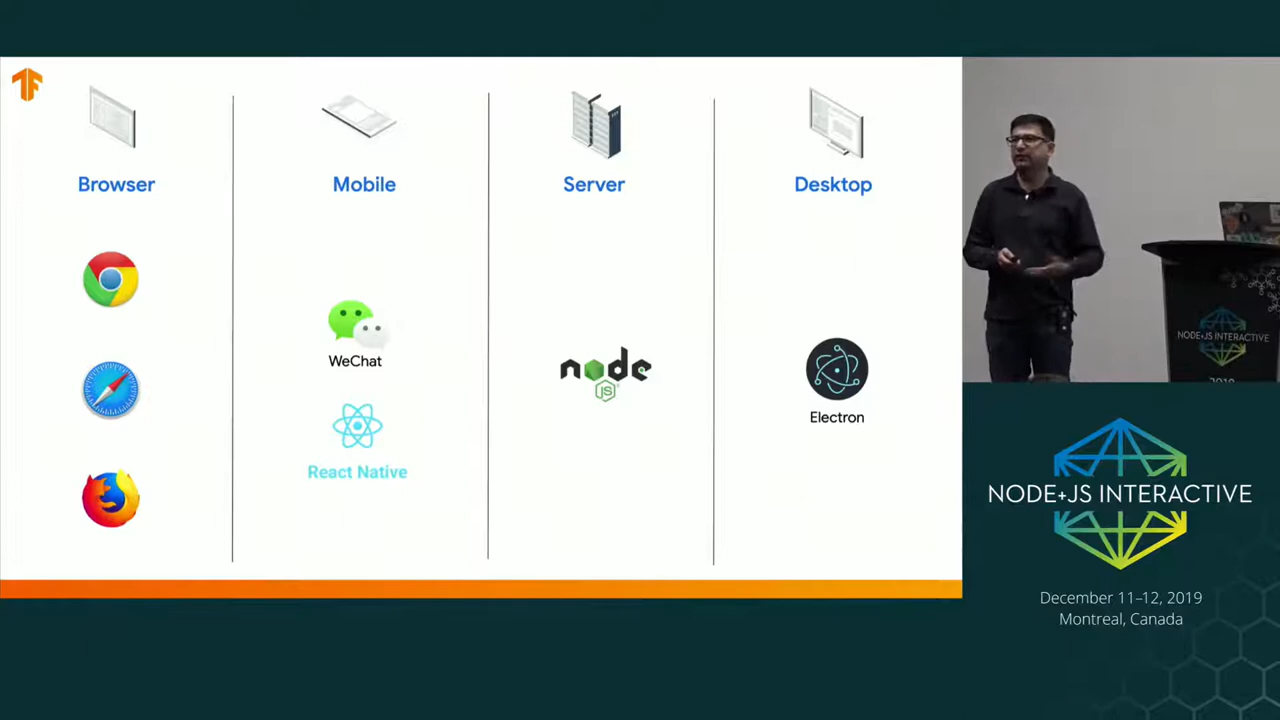 Browser
Mobile
Server
Desktop
WeChat
React Native
node
JS
Electron
NODE+JS INTERACTIVE
2019
NODE+JS INTERACTIVE
December 11–12, 2019
Montreal, Canada